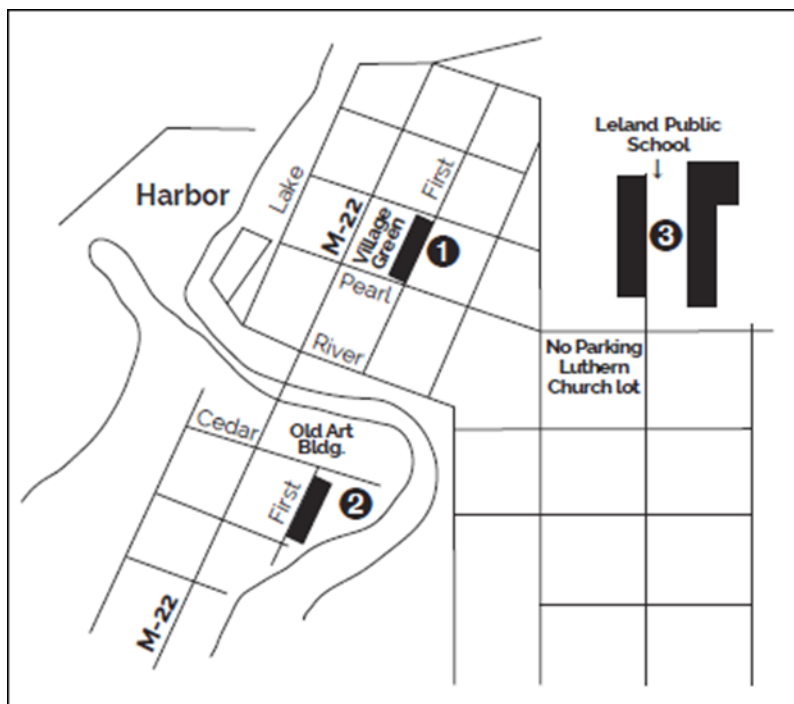 Leland Public
School
Harbor
Lake
First
M-22
Village
Green
1
3
Pearl
River
No Parking
Luthern
Church lot
Cedar
Old Art
Bldg.
First
2
M-22